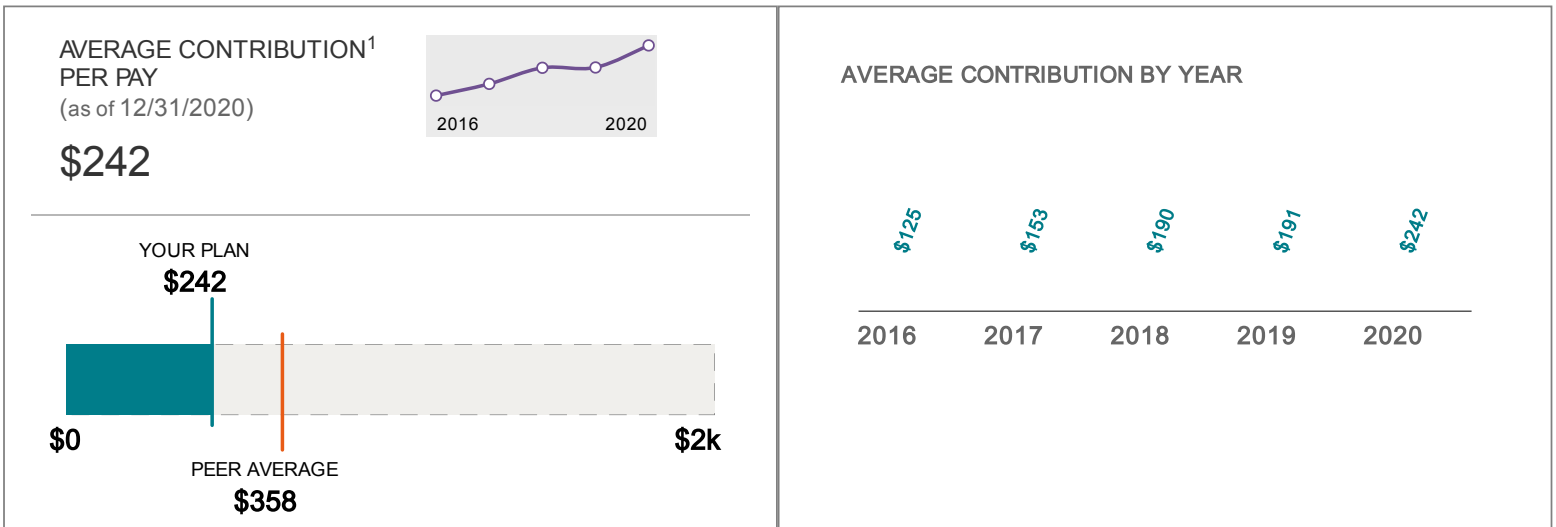 AVERAGE CONTRIBUTION¹
PER PAY
(as of 12/31/2020)
$242
2016 2020
YOUR PLAN
$242
$0 $2k
PEER AVERAGE
$358
AVERAGE CONTRIBUTION BY YEAR
$125 $153 $190 $191 $242
2016 2017 2018 2019 2020